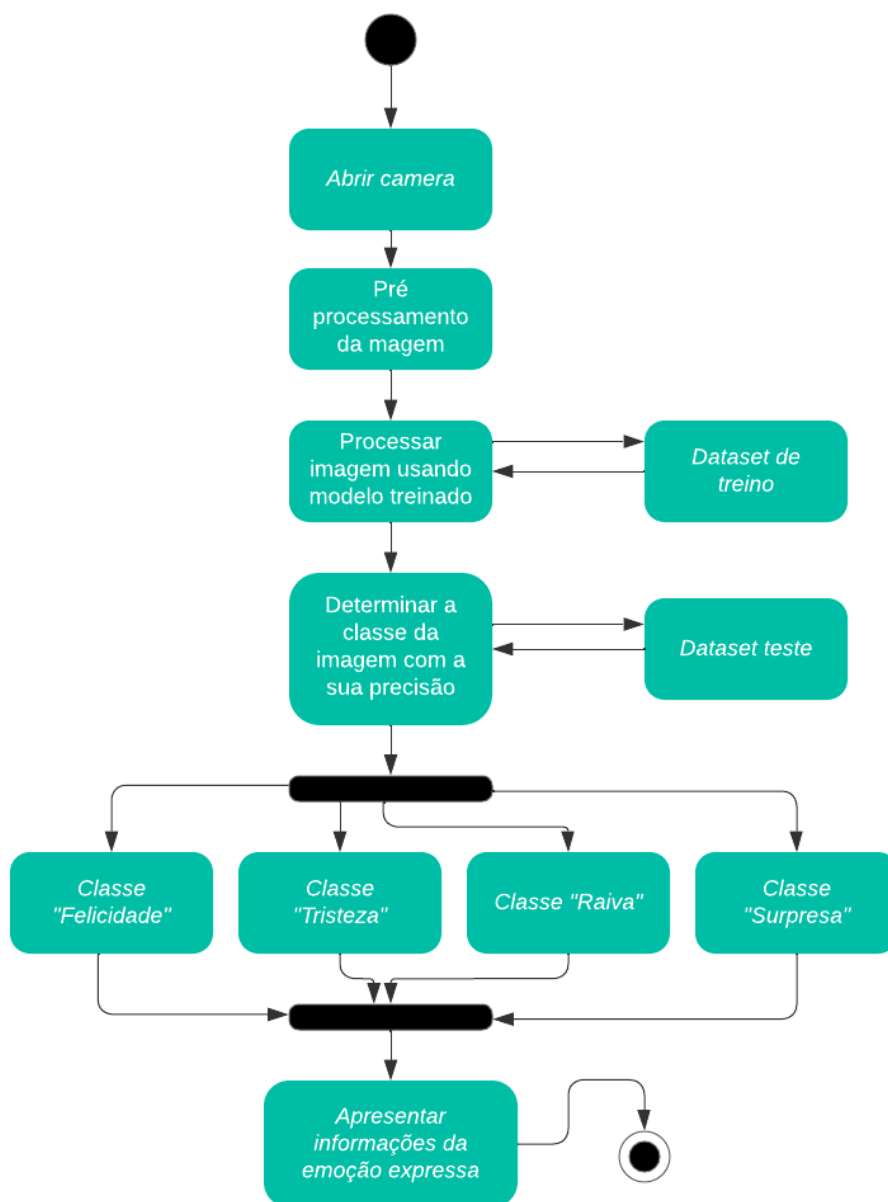 Abrir camera
Pré
processamento
da magem
Processar
imagem usando
modelo treinado
Dataset de
treino
Determinar a
classe da
imagem com a
sua precisão
Dataset teste
Classe
"Felicidade"
Classe
"Tristeza"
Classe "Raiva"
Classe
"Surpresa"
Apresentar
informações da
emoção expressa